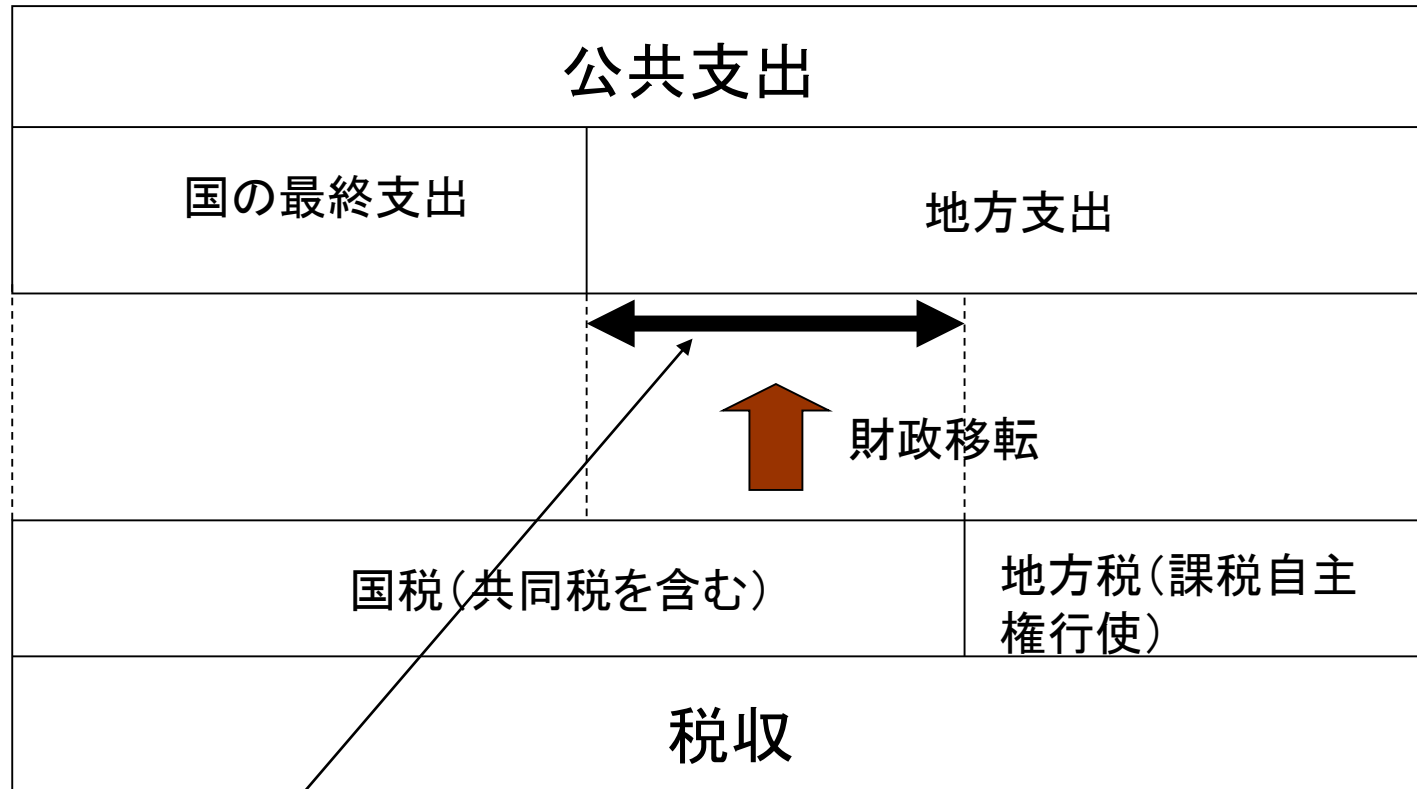 公共支出
国の最終支出
地方支出
財政移転
国税（共同税を含む）
地方税（課税自主
権行使）
税収